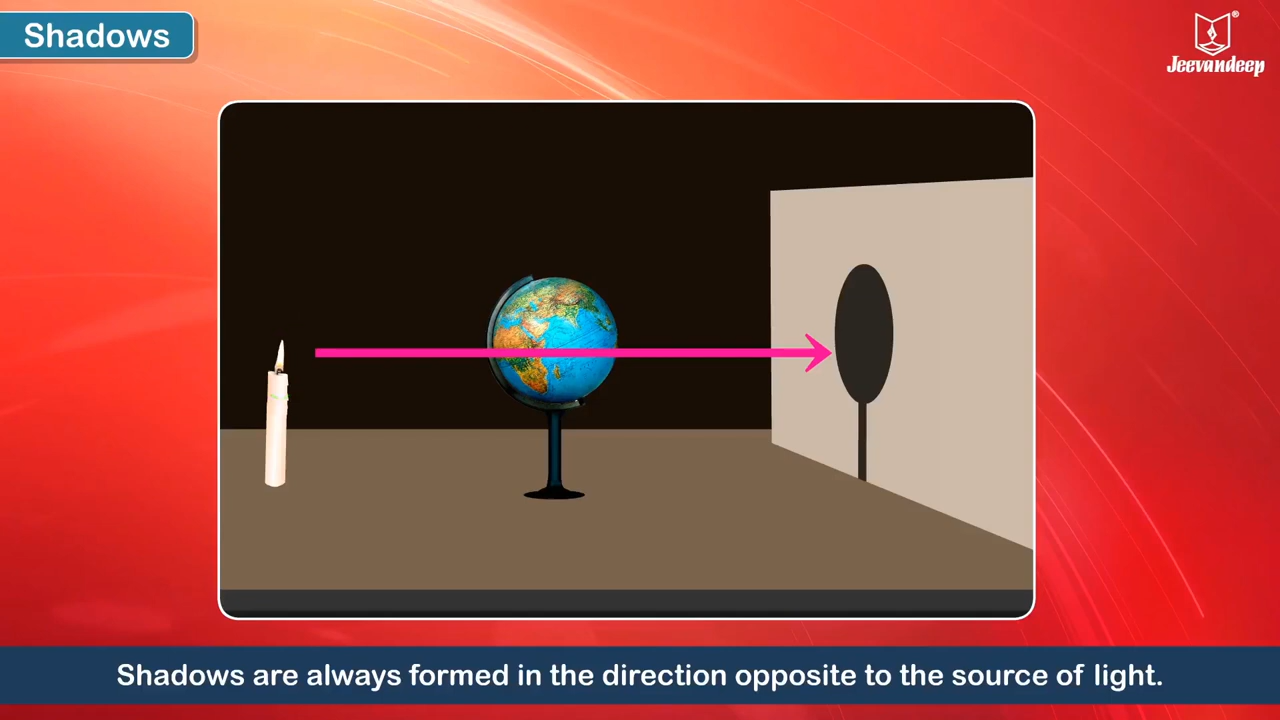 Shadows
Jeevandeep®
Shadows are always formed in the direction opposite to the source of light.